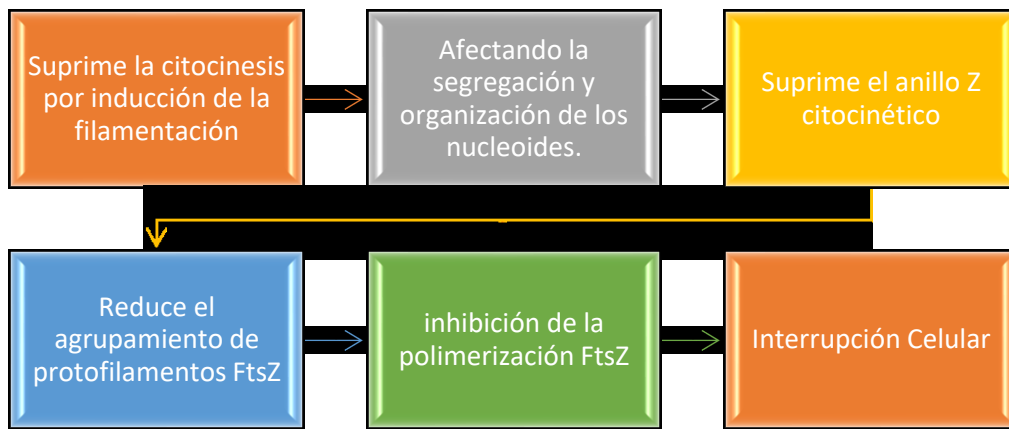 Suprime la citocinesis
por inducción de la
filamentación
Afectando la
segregación y
organización de los
nucleoides.
Suprime el anillo Z
citocinético
Reduce el
agrupamiento de
protofilamentos FtsZ
inhibición de la
polimerización FtsZ
Interrupción Celular